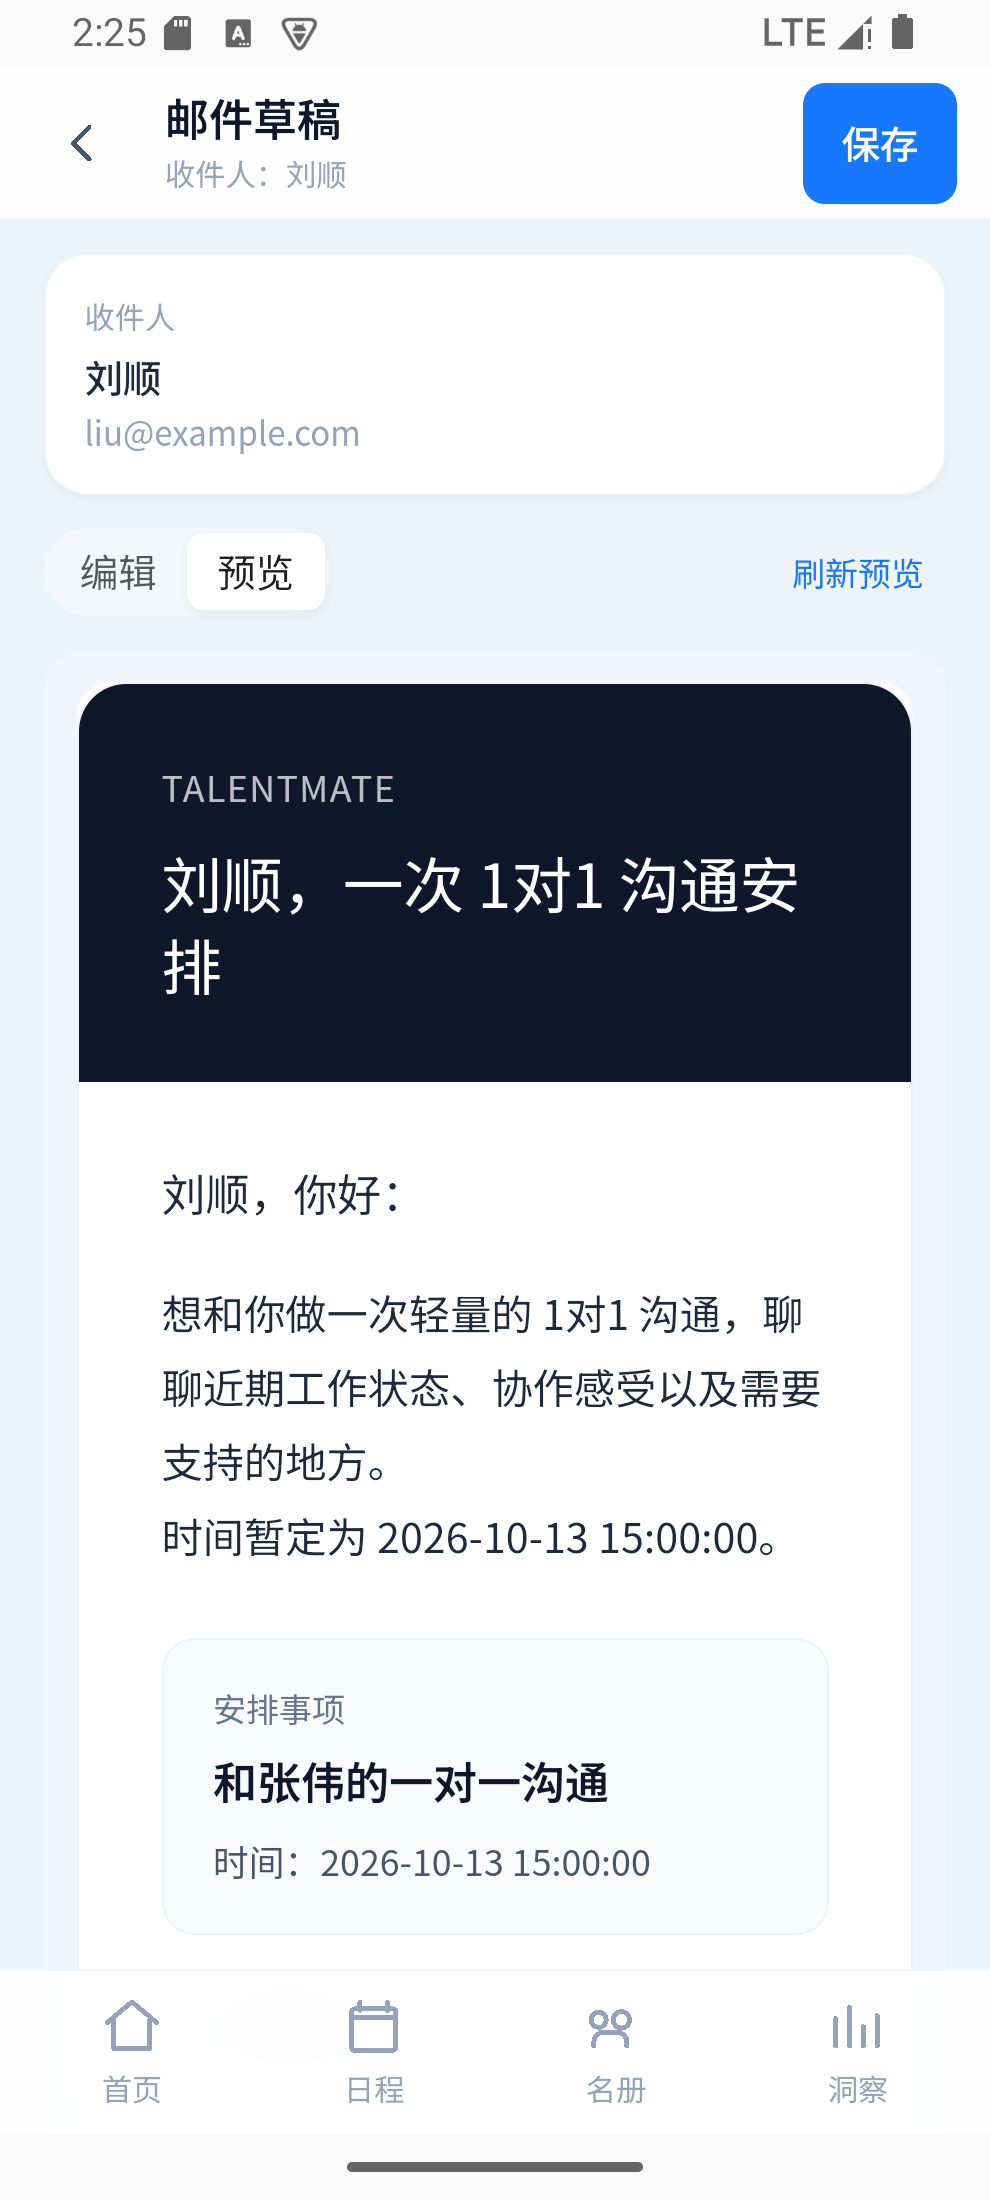 2:25
LTE
邮件草稿
收件人：刘顺
保存
收件人
刘顺
liu@example.com
编辑
预览
刷新预览
TALENTMATE
刘顺，一次 1对1 沟通安
排
刘顺，你好：
想和你做一次轻量的 1对1 沟通，聊
聊近期工作状态、协作感受以及需要
支持的地方。
时间暂定为 2026-10-13 15:00:00。
安排事项
和张伟的一对一沟通
时间：2026-10-13 15:00:00
首页
日程
名册
洞察